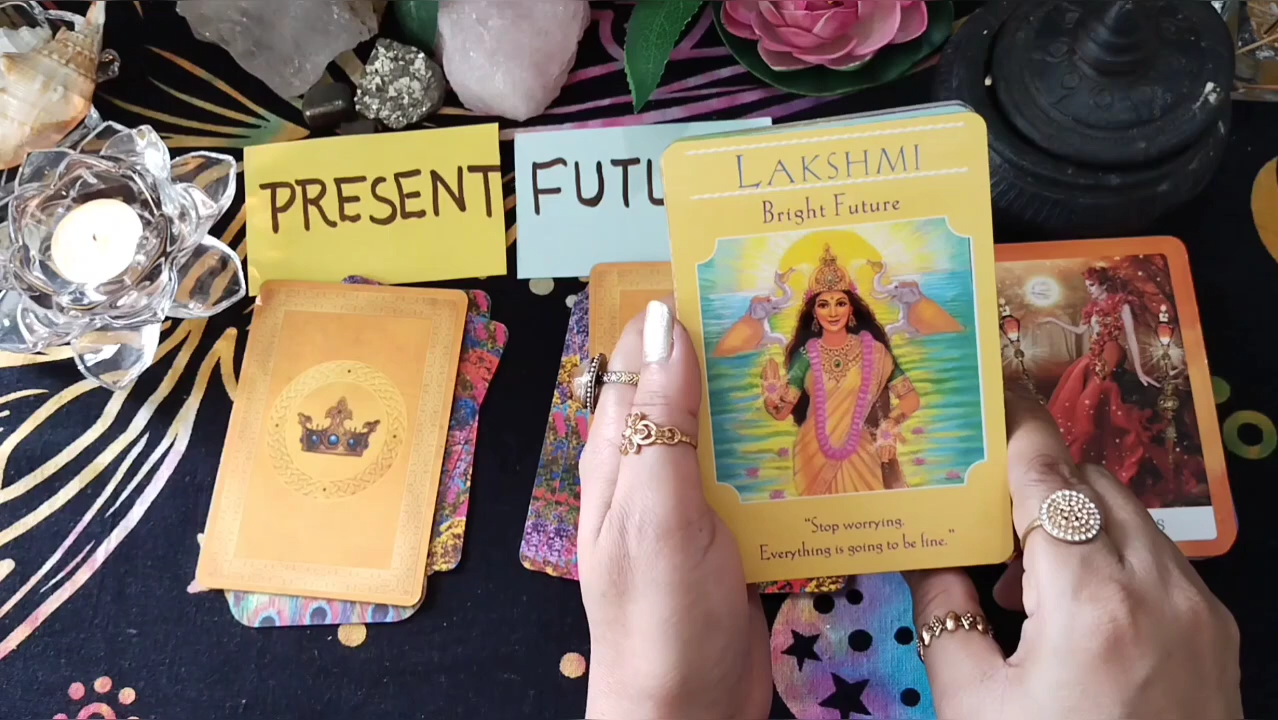 PRESENT
FUTU
LAKSHMI
Bright Future
"Stop worrying.
Everything is going to be fine."
S